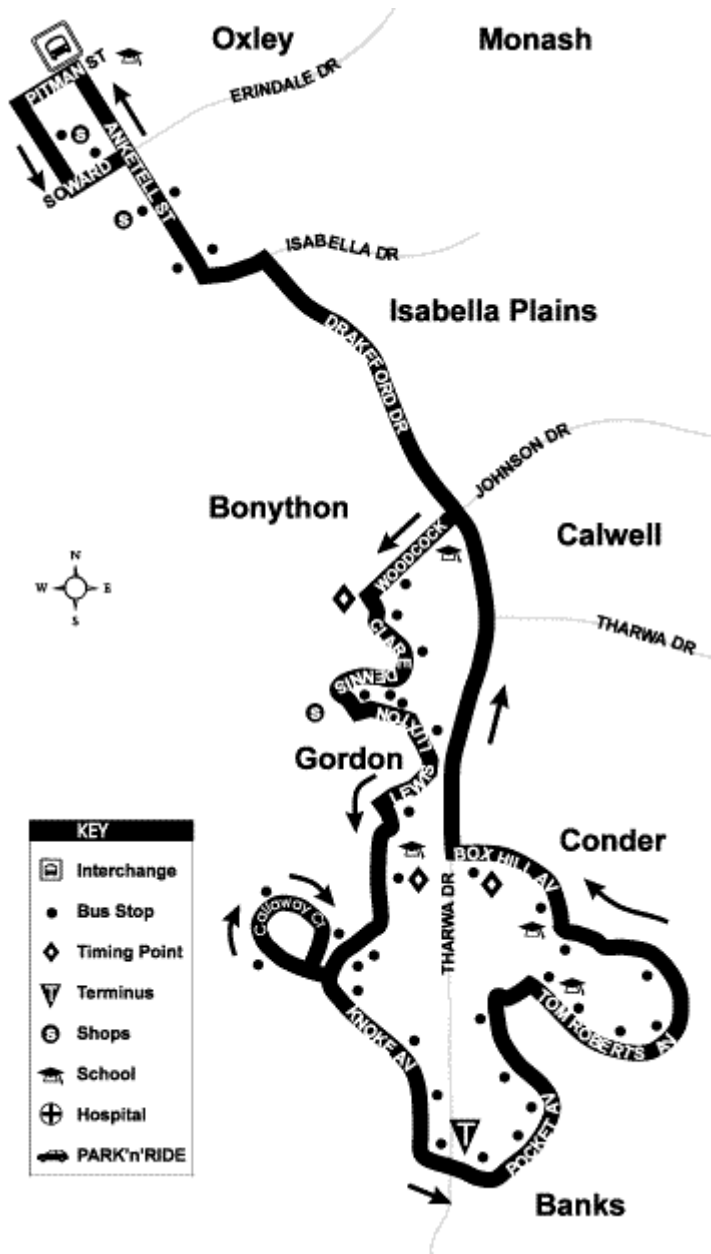 Oxley
Monash
PITMAN ST
ERINDALE DR
ANKETELL ST
SOWARD
ISABELLA DR
Isabella Plains
DRAKEFORD DR
JOHNSON DR
Bonython
WOODCOCK
Calwell
N
W E
S
CLARE
DENNIS
THARWA DR
LUXTON
Gordon
LEWIS
KEY
Interchange
Bus Stop
Timing Point
T Terminus
S Shops
School
Hospital
PARK'n'RIDE
BOX HILL AV
Conder
Callaway Cr
THARWA DR
TOM ROBERTS AV
KNOKE AV
POCKET AV
T
Banks
S
S
S